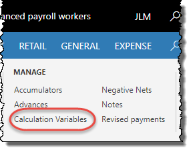 anced payroll workers JLM
RETAIL GENERAL EXPENSE
MANAGE
Accumulators Negative Nets
Advances Notes
Calculation Variables Revised payments